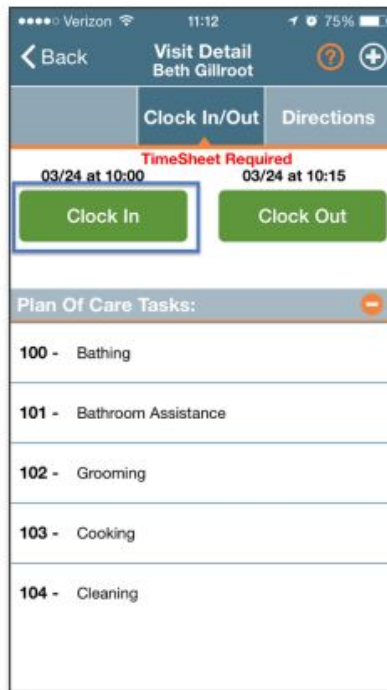 Verizon 11:12 75%
Back Visit Detail ? +
Beth Gillroot
Clock In/Out Directions
TimeSheet Required
03/24 at 10:00 03/24 at 10:15
Clock In Clock Out
Plan Of Care Tasks:
100 - Bathing
101 - Bathroom Assistance
102 - Grooming
103 - Cooking
104 - Cleaning